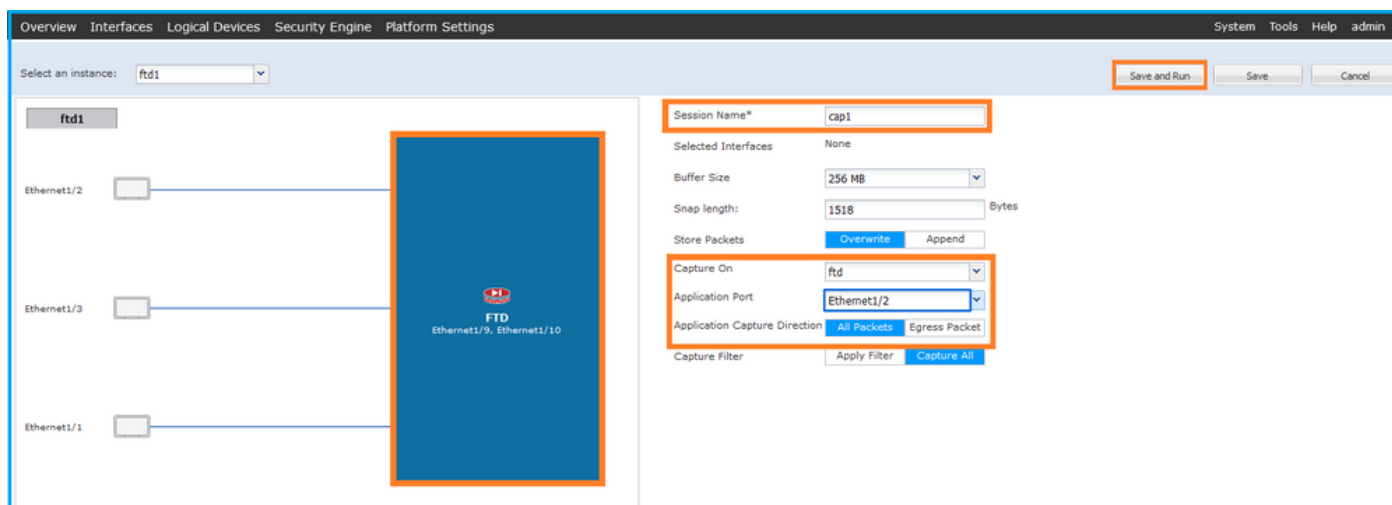 Overview Interfaces Logical Devices Security Engine Platform Settings System Tools Help admin
Select an instance: ftd1 Save and Run Save Cancel
ftd1
Ethernet1/2
Ethernet1/3
Ethernet1/1
FTD
Ethernet1/9, Ethernet1/10
Session Name* cap1
Selected Interfaces None
Buffer Size 256 MB
Snap length: 1518 Bytes
Store Packets Overwrite Append
Capture On ftd
Application Port Ethernet1/2
Application Capture Direction All Packets Egress Packet
Capture Filter Apply Filter Capture All